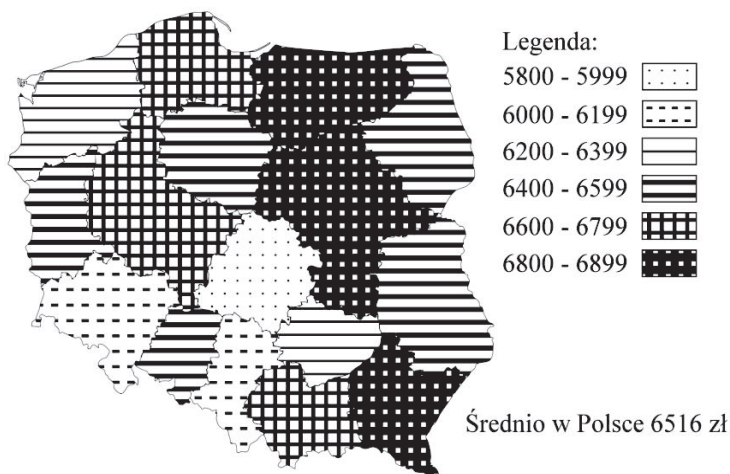 Legenda:
5800 - 5999
6000 - 6199
6200 - 6399
6400 - 6599
6600 - 6799
6800 - 6899
Średnio w Polsce 6516 zł